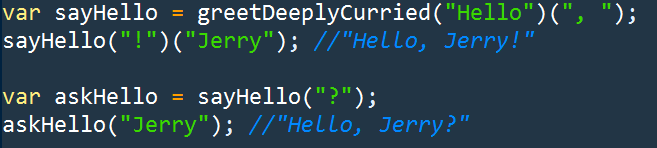 var sayHello = greetDeeplyCurried("Hello")(", ");
sayHello("!")("Jerry"); //"Hello, Jerry!"
var askHello = sayHello("?");
askHello("Jerry"); //"Hello, Jerry?"